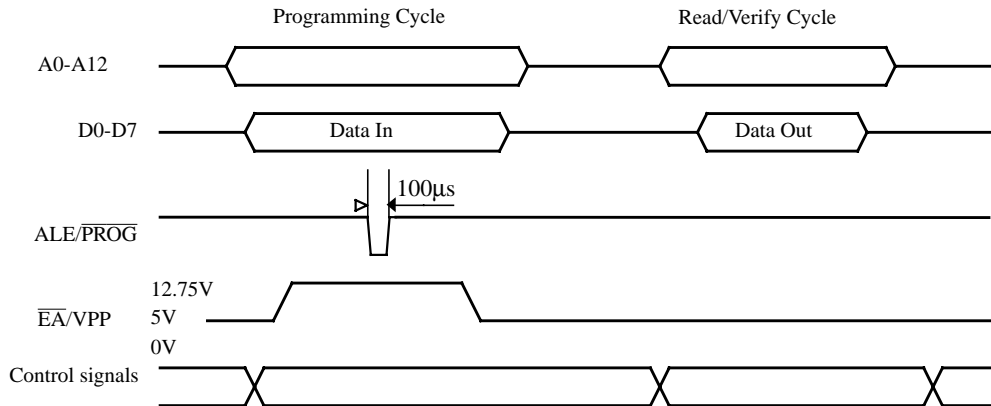 Programming Cycle Read/Verify Cycle
A0-A12
D0-D7 Data In Data Out
100µs
ALE/PROG
12.75V
EA/VPP 5V
0V
Control signals